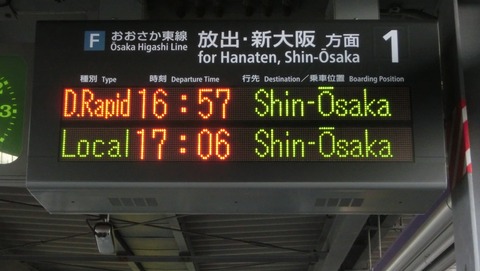 F おおさか東線 放出・新大阪 方面 1
Ōsaka Higashi Line for Hanaten, Shin-Ōsaka
種別 Type 時刻 Departure Time 行先 Destination／乗車位置 Boarding Position
D.Rapid 16:57 Shin-Ōsaka
Local 17:06 Shin-Ōsaka
3